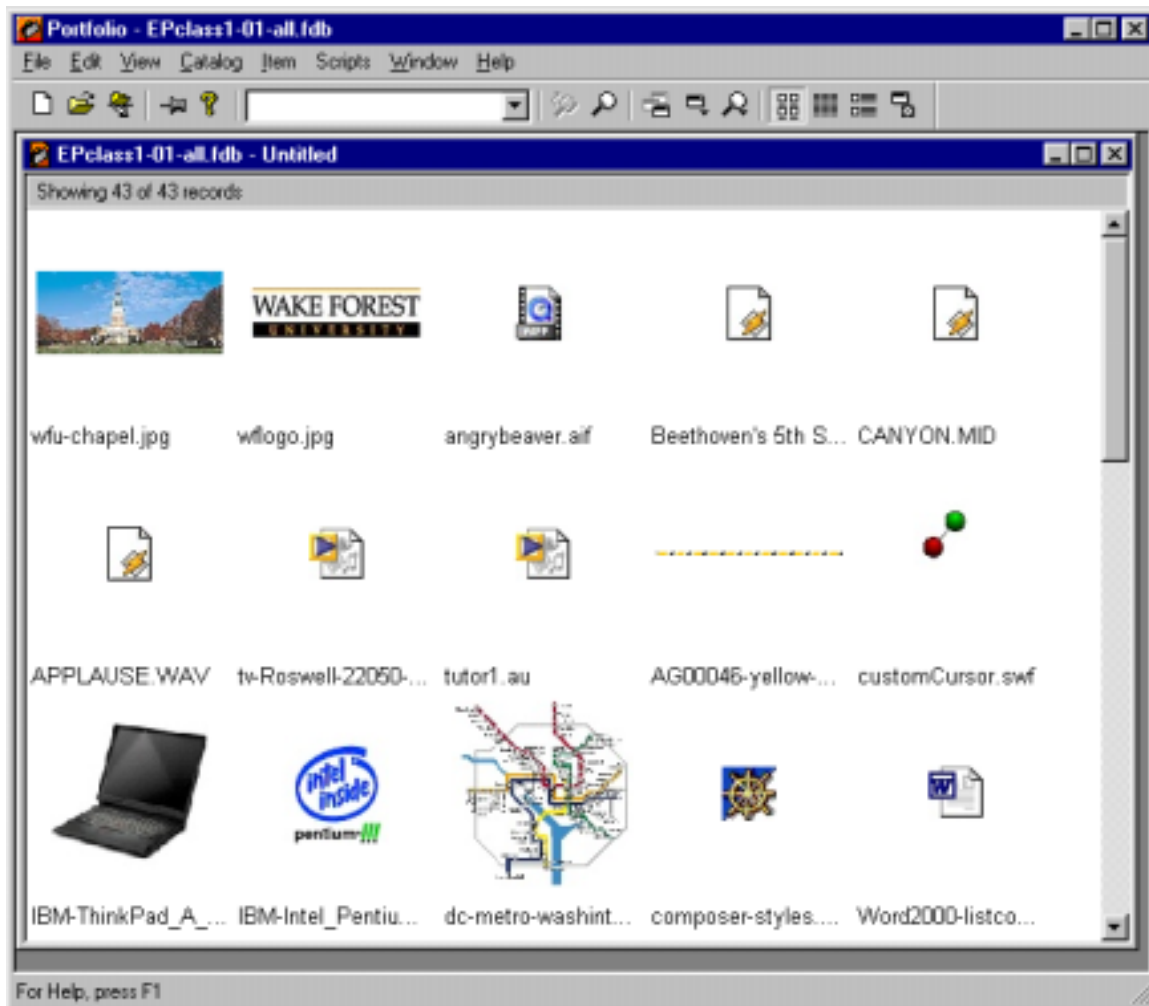 Portfolio - EPclass1-01-all.fdb
File Edit View Catalog Item Scripts Window Help
EPclass1-01-all.fdb - Untitled
Showing 43 of 43 records
WAKE FOREST
UNIVERSITY
wfu-chapel.jpg wflogo.jpg angrybeaver.aif Beethoven's 5th S... CANYON.MID
APPLAUSE.WAV tv-Roswell-22050-... tutor1.au AG00046-yellow-... customCursor.swf
intel
inside
pentium III
W
IBM-ThinkPad_A_... IBM-Intel_Pentiu... dc-metro-washint... composer-styles.... Word2000-listco...
For Help, press F1